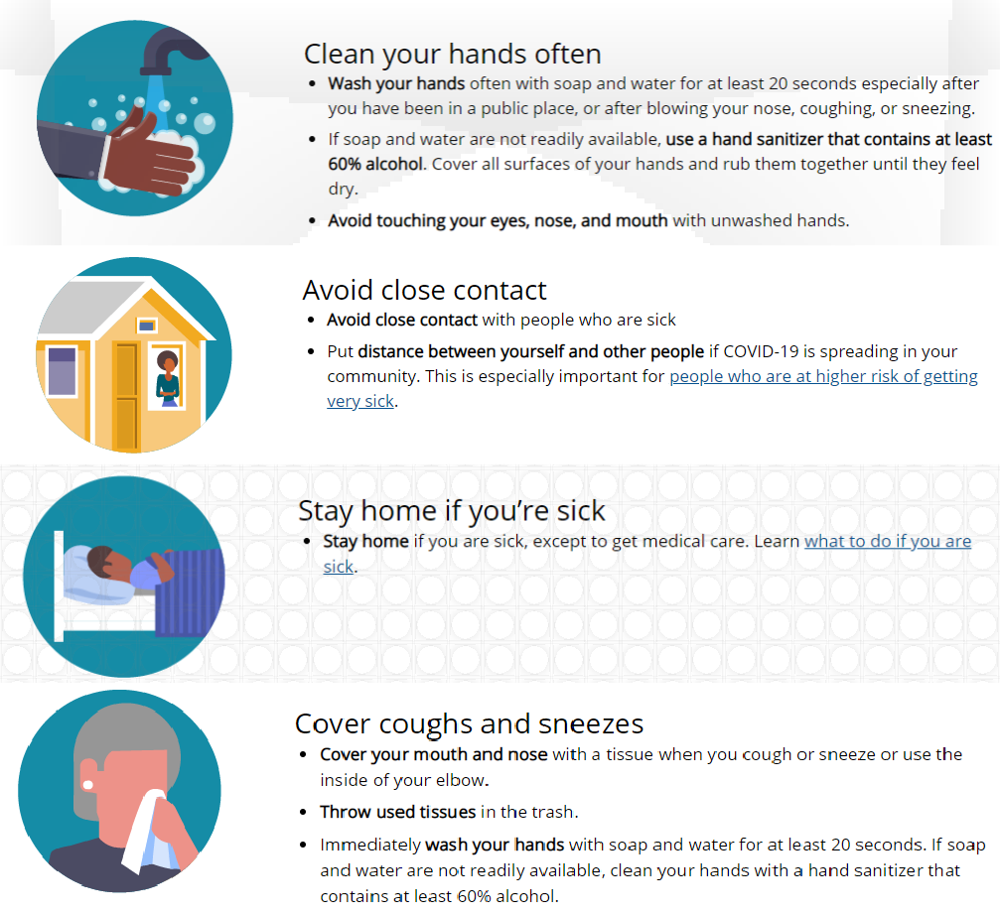 Clean your hands often
• Wash your hands often with soap and water for at least 20 seconds especially after
you have been in a public place, or after blowing your nose, coughing, or sneezing.
• If soap and water are not readily available, use a hand sanitizer that contains at least
60% alcohol. Cover all surfaces of your hands and rub them together until they feel
dry.
• Avoid touching your eyes, nose, and mouth with unwashed hands.
Avoid close contact
• Avoid close contact with people who are sick
• Put distance between yourself and other people if COVID-19 is spreading in your
community. This is especially important for people who are at higher risk of getting
very sick.
Stay home if you’re sick
• Stay home if you are sick, except to get medical care. Learn what to do if you are
sick.
Cover coughs and sneezes
• Cover your mouth and nose with a tissue when you cough or sneeze or use the
inside of your elbow.
• Throw used tissues in the trash.
• Immediately wash your hands with soap and water for at least 20 seconds. If soap
and water are not readily available, clean your hands with a hand sanitizer that
contains at least 60% alcohol.